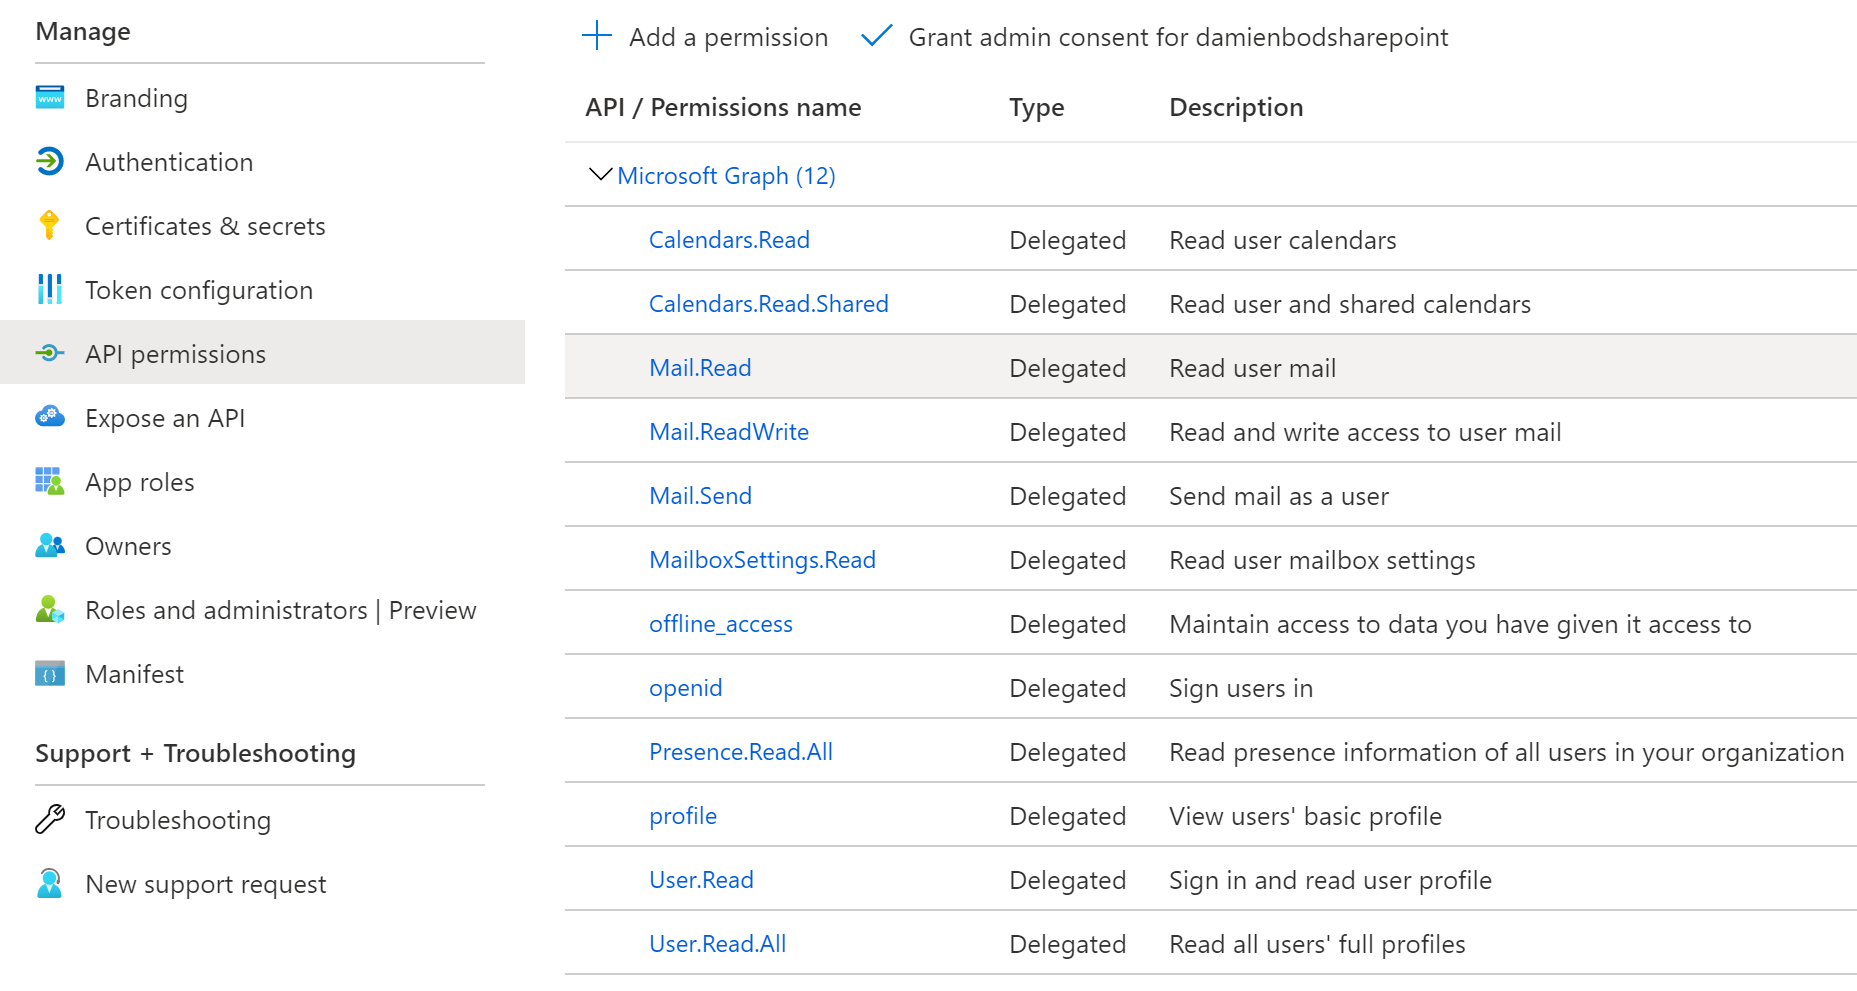 Manage
Branding
Authentication
Certificates & secrets
Token configuration
API permissions
Expose an API
App roles
Owners
Roles and administrators | Preview
Manifest
Support + Troubleshooting
Troubleshooting
New support request
Add a permission Grant admin consent for damienbodsharepoint
API / Permissions name Type Description
Microsoft Graph (12)
Calendars.Read Delegated Read user calendars
Calendars.Read.Shared Delegated Read user and shared calendars
Mail.Read Delegated Read user mail
Mail.ReadWrite Delegated Read and write access to user mail
Mail.Send Delegated Send mail as a user
MailboxSettings.Read Delegated Read user mailbox settings
offline_access Delegated Maintain access to data you have given it access to
openid Delegated Sign users in
Presence.Read.All Delegated Read presence information of all users in your organization
profile Delegated View users' basic profile
User.Read Delegated Sign in and read user profile
User.Read.All Delegated Read all users' full profiles